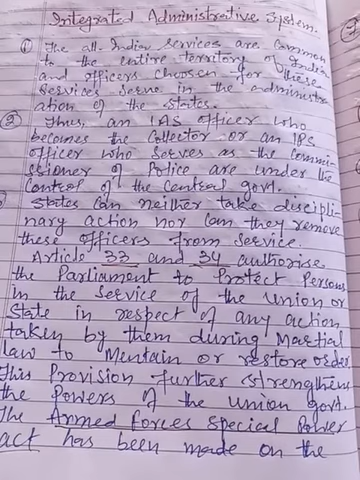 Integrated Administrative System.
① The all-Indian Services are Common
to the entire territory of India
and officers Choosen for these
Services Serve in the administr
ation of the States.
② Thus, an IAS officer who
becomes the Collector or an IPS
officer who serves as the Commi-
ssioner of Police are under the
Control of the Central govt.
States Can neither take discipli-
nary action nor Can they remove
these officers from Service.
Article 33 and 34 authorise
the Parliament to Protect Persons
in the Service of the union or
State in respect of any action
taken by them during Martial
law to Mentain or restore order
This Provision further strengthens
the Powers of the union govt.
The Armed forces Special Power
act has been made on the